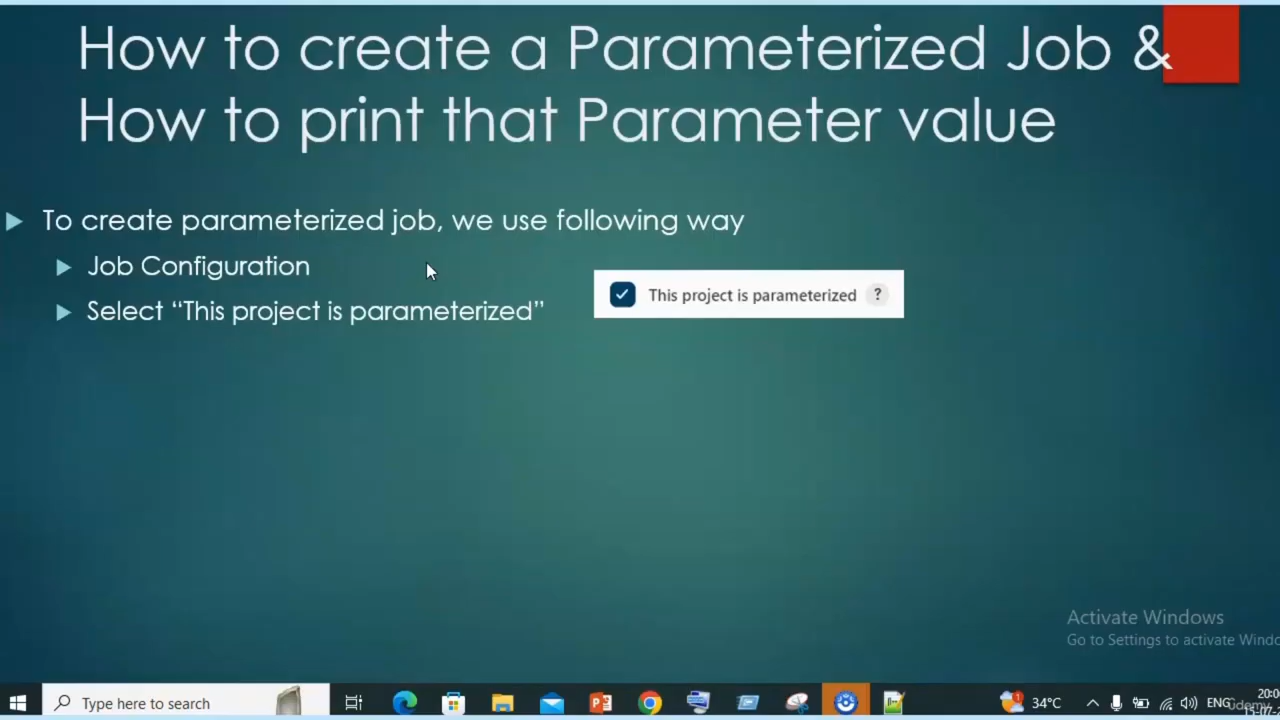 How to create a Parameterized Job &
How to print that Parameter value
To create parameterized job, we use following way
Job Configuration
Select “This project is parameterized”
This project is parameterized ?
Activate Windows
Go to Settings to activate
Type here to search
34°C
ENG
Udemy